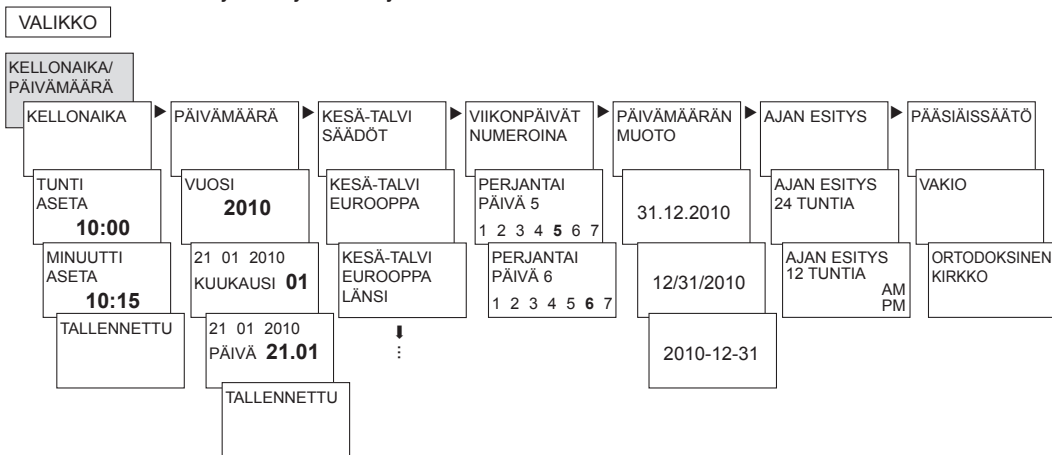 VALIKKO
KELLONAIKA/
PÄIVÄMÄÄRÄ
KELLONAIKA
TUNTI
ASETA
10:00
MINUUTTI
ASETA
10:15
TALLENNETTU
PÄIVÄMÄÄRÄ
VUOSI
2010
21 01 2010
KUUKAUSI 01
21 01 2010
PÄIVÄ 21.01
TALLENNETTU
KESÄ-TALVI
SÄÄDÖT
KESÄ-TALVI
EUROOPPA
KESÄ-TALVI
EUROOPPA
LÄNSI
VIIKONPÄIVÄT
NUMEROINA
PERJANTAI
PÄIVÄ 5
1 2 3 4 5 6 7
PERJANTAI
PÄIVÄ 6
1 2 3 4 5 6 7
PÄIVÄMÄÄRÄN
MUOTO
31.12.2010
12/31/2010
2010-12-31
AJAN ESITYS
AJAN ESITYS
24 TUNTIA
AJAN ESITYS
12 TUNTIA
AM
PM
PÄÄSIÄISSÄÄTÖ
VAKIO
ORTODOKSINEN
KIRKKO